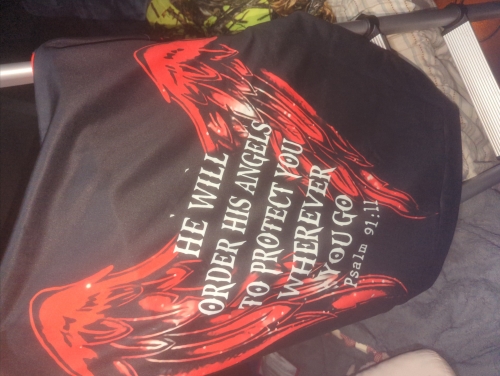 HE WILL
ORDER HIS ANGELS
TO PROTECT YOU
WHEREVER
YOU GO
Psalm 91:11